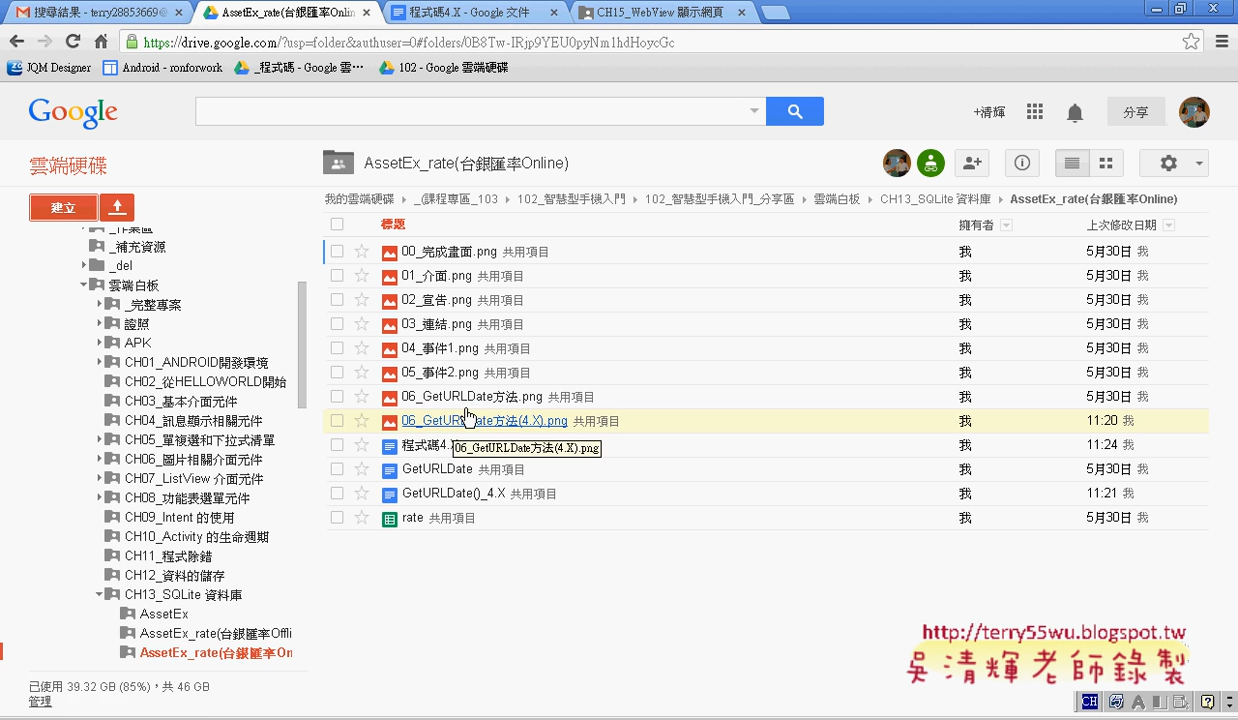 搜尋結果 - terry28853669@
AssetEx_rate(台銀匯率Onlin
程式碼4.X - Google 文件
CH15_WebView 顯示網頁
https://drive.google.com/?usp=folder&authuser=0#folders/0B8Tw-IRjp9YEU0pyNm1hdHoycGc
JQM Designer
Android - ronforwork
_程式碼 - Google 雲…
102 - Google 雲端硬碟
Google
+清輝
分享
雲端硬碟
AssetEx_rate(台銀匯率Online)
建立
我的雲端硬碟 › _(課程專區_103 › 102_智慧型手機入門 › 102_智慧型手機入門_分享區 › 雲端白板 › CH13_SQLite 資料庫 › AssetEx_rate(台銀匯率Online)
標題 擁有者 上次修改日期
00_完成畫面.png 共用項目 我 5月30日 我
01_介面.png 共用項目 我 5月30日 我
02_宣告.png 共用項目 我 5月30日 我
03_連結.png 共用項目 我 5月30日 我
04_事件1.png 共用項目 我 5月30日 我
05_事件2.png 共用項目 我 5月30日 我
06_GetURLDate方法.png 共用項目 我 5月30日 我
06_GetURLDate方法(4.X).png 共用項目 我 11:20 我
程式碼4.X 我 11:24 我
06_GetURLDate方法(4.X).png
GetURLDate 共用項目 我 5月30日 我
GetURLDate()_4.X 共用項目 我 11:21 我
rate 共用項目 我 5月30日 我
_作業區
_補充資源
_del
雲端白板
_完整專案
證照
APK
CH01_ANDROID開發環境
CH02_從HELLOWORLD開始
CH03_基本介面元件
CH04_訊息顯示相關元件
CH05_單複選和下拉式清單
CH06_圖片相關介面元件
CH07_ListView 介面元件
CH08_功能表選單元件
CH09_Intent 的使用
CH10_Activity 的生命週期
CH11_程式除錯
CH12_資料的儲存
CH13_SQLite 資料庫
AssetEx
AssetEx_rate(台銀匯率Offli
AssetEx_rate(台銀匯率On
已使用 39.32 GB (85%)，共 46 GB
管理
http://terry55wu.blogspot.tw
吳清輝老師錄製
CH